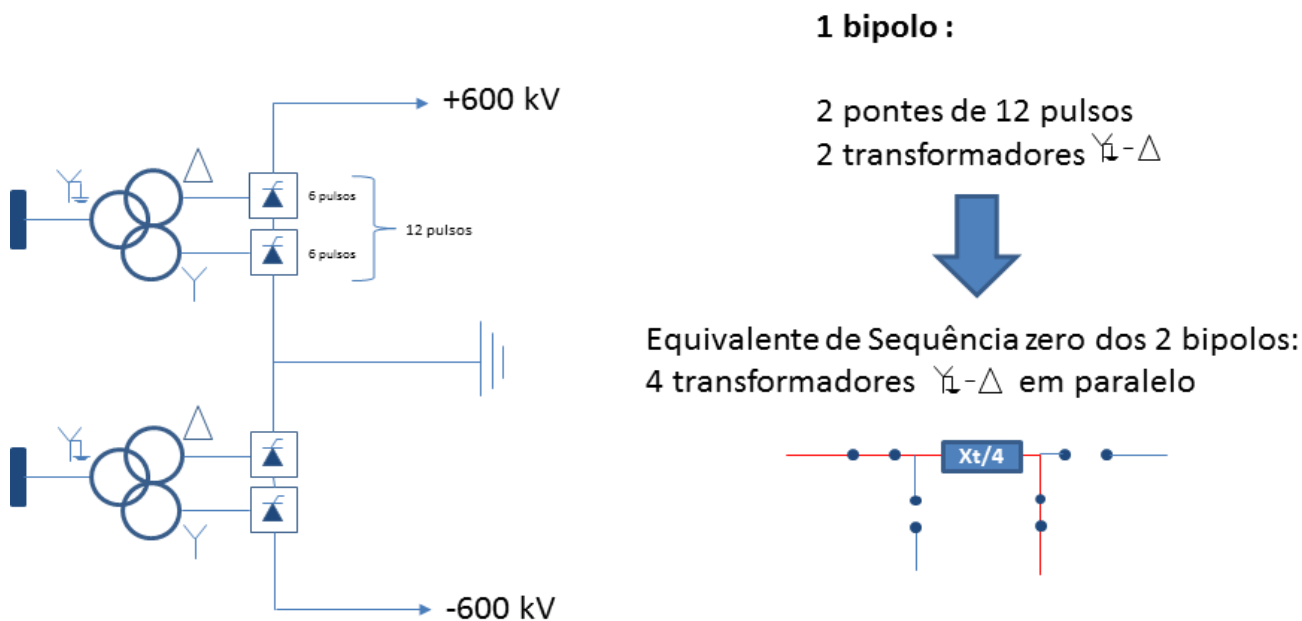 +600 kV
6 pulsos
6 pulsos
12 pulsos
-600 kV
1 bipolo :
2 pontes de 12 pulsos
2 transformadores
Equivalente de Sequência zero dos 2 bipolos:
4 transformadores Y-Δ em paralelo
Xt/4